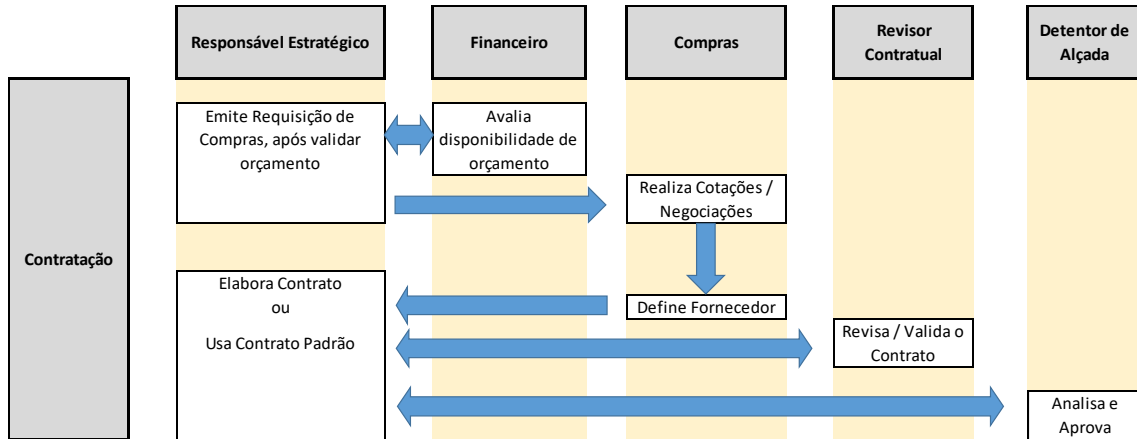 Responsável Estratégico
Financeiro
Compras
Revisor
Contratual
Detentor de
Alçada
Contratação
Emite Requisição de
Compras, após validar
orçamento
Avalia
disponibilidade de
orçamento
Realiza Cotações /
Negociações
Elabora Contrato
ou
Usa Contrato Padrão
Define Fornecedor
Revisa / Valida o
Contrato
Analisa e
Aprova